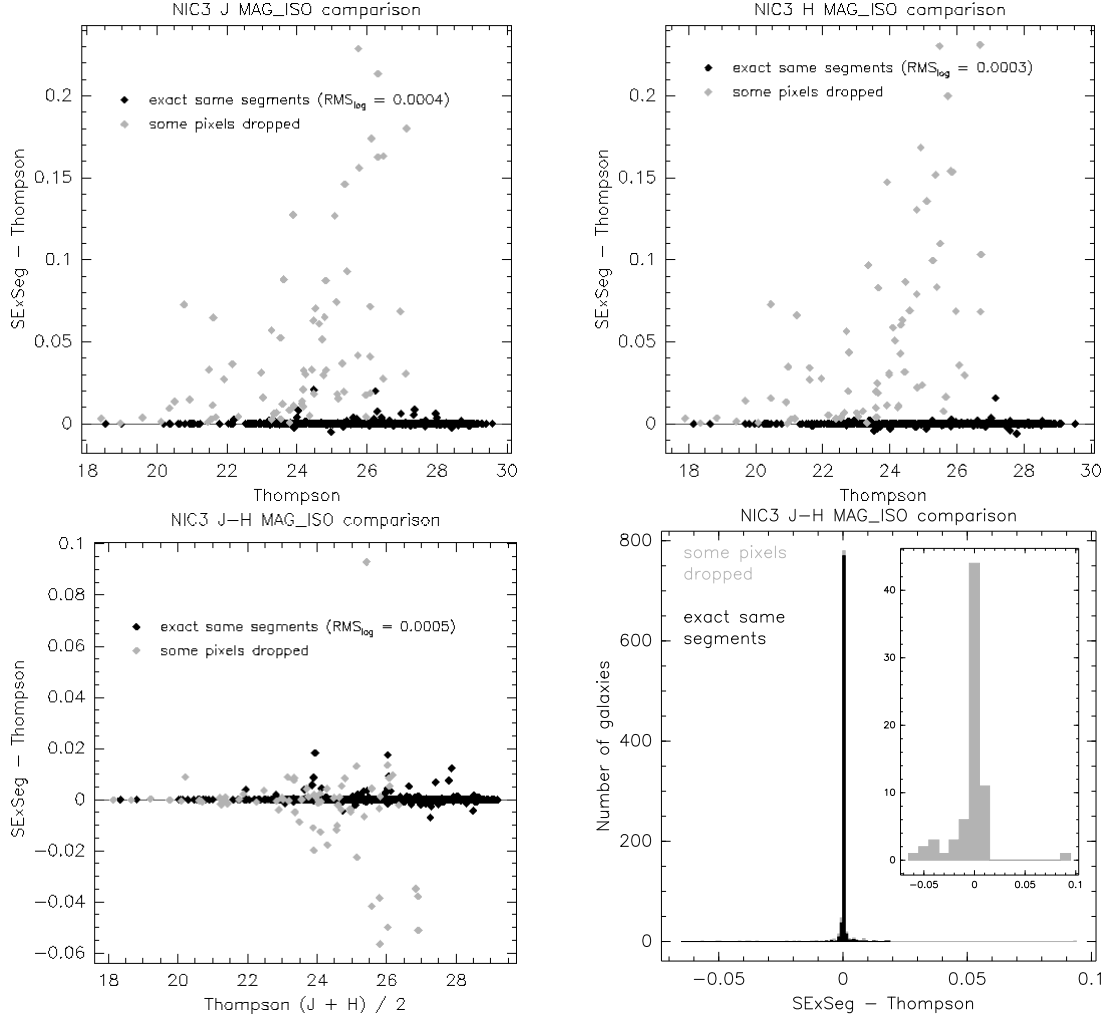 NIC3 J MAG_ISO comparison
exact same segments (RMS_log = 0.0004)
some pixels dropped
SExSeg − Thompson
0.2
0.15
0.1
0.05
0
18 20 22 24 26 28 30
Thompson
NIC3 H MAG_ISO comparison
exact same segments (RMS_log = 0.0003)
some pixels dropped
SExSeg − Thompson
0.2
0.15
0.1
0.05
0
18 20 22 24 26 28 30
Thompson
NIC3 J−H MAG_ISO comparison
exact same segments (RMS_log = 0.0005)
some pixels dropped
SExSeg − Thompson
0.1
0.08
0.06
0.04
0.02
0
−0.02
−0.04
−0.06
18 20 22 24 26 28
Thompson (J + H) / 2
NIC3 J−H MAG_ISO comparison
some pixels
dropped
exact same
segments
Number of galaxies
800
600
400
200
0
−0.05 0 0.05 0.1
SExSeg − Thompson
40
20
0
−0.05 0 0.05 0.1